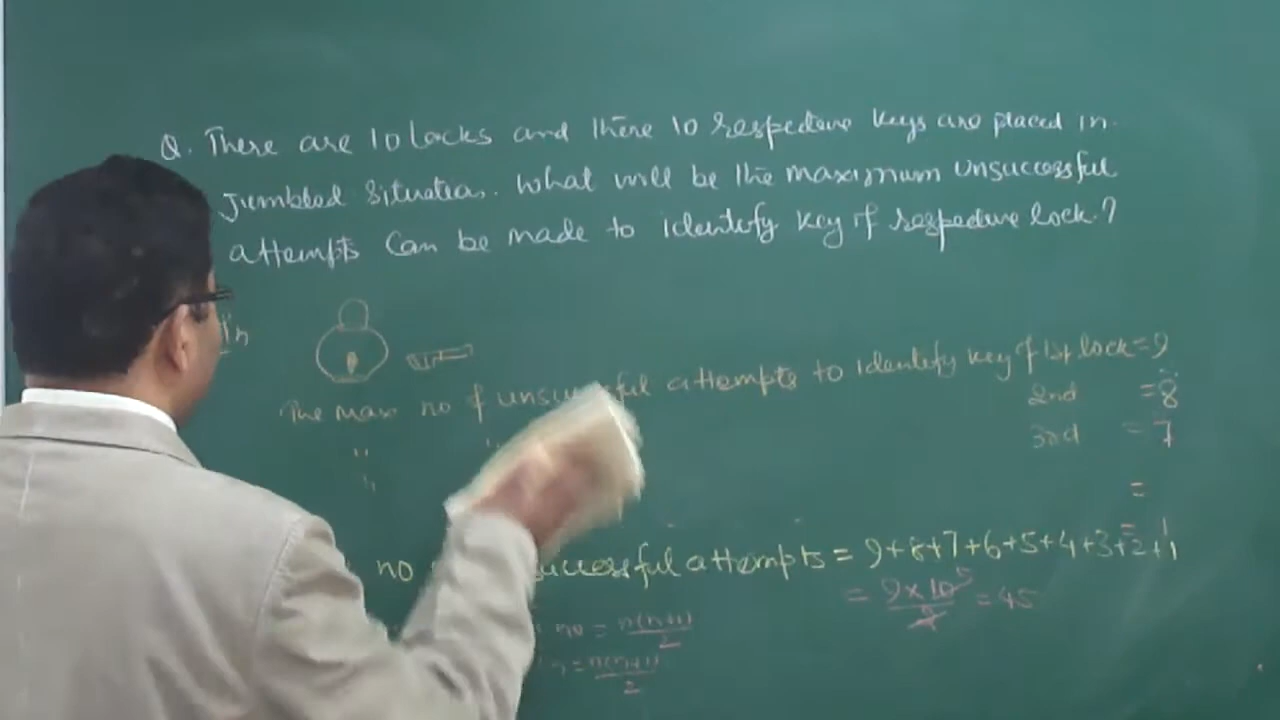 Q. There are 10 locks and there 10 respective keys are placed in
Jumbled situation. What will be the maximum unsuccessful
attempts can be made to identify key of respective lock.?
The max no of unsuccessful attempts to identify key of 1st lock = 9
2nd = 8
" 3rd = 7
" =
no successful attempts = 9+8+7+6+5+4+3+2+1
= 9×10/2 = 45
no = n(n+1)/2
n(n+1)/2